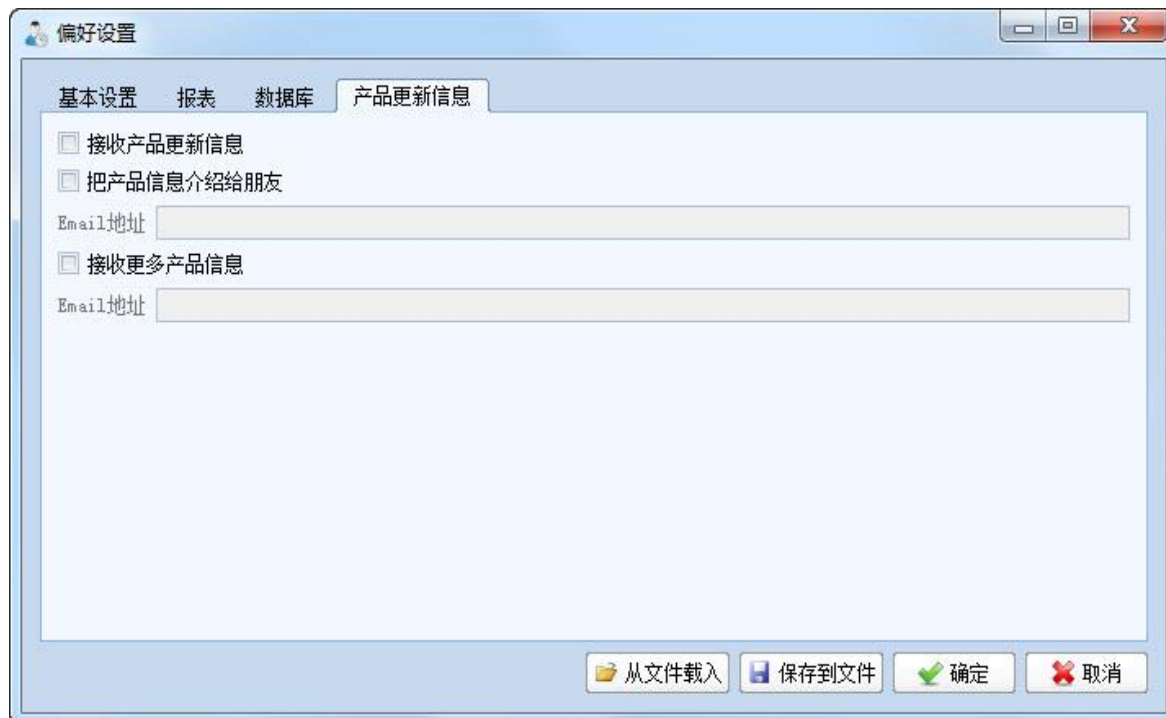 偏好设置
基本设置 报表 数据库 产品更新信息
接收产品更新信息
把产品信息介绍给朋友
Email地址
接收更多产品信息
Email地址
从文件载入 保存到文件 确定 取消